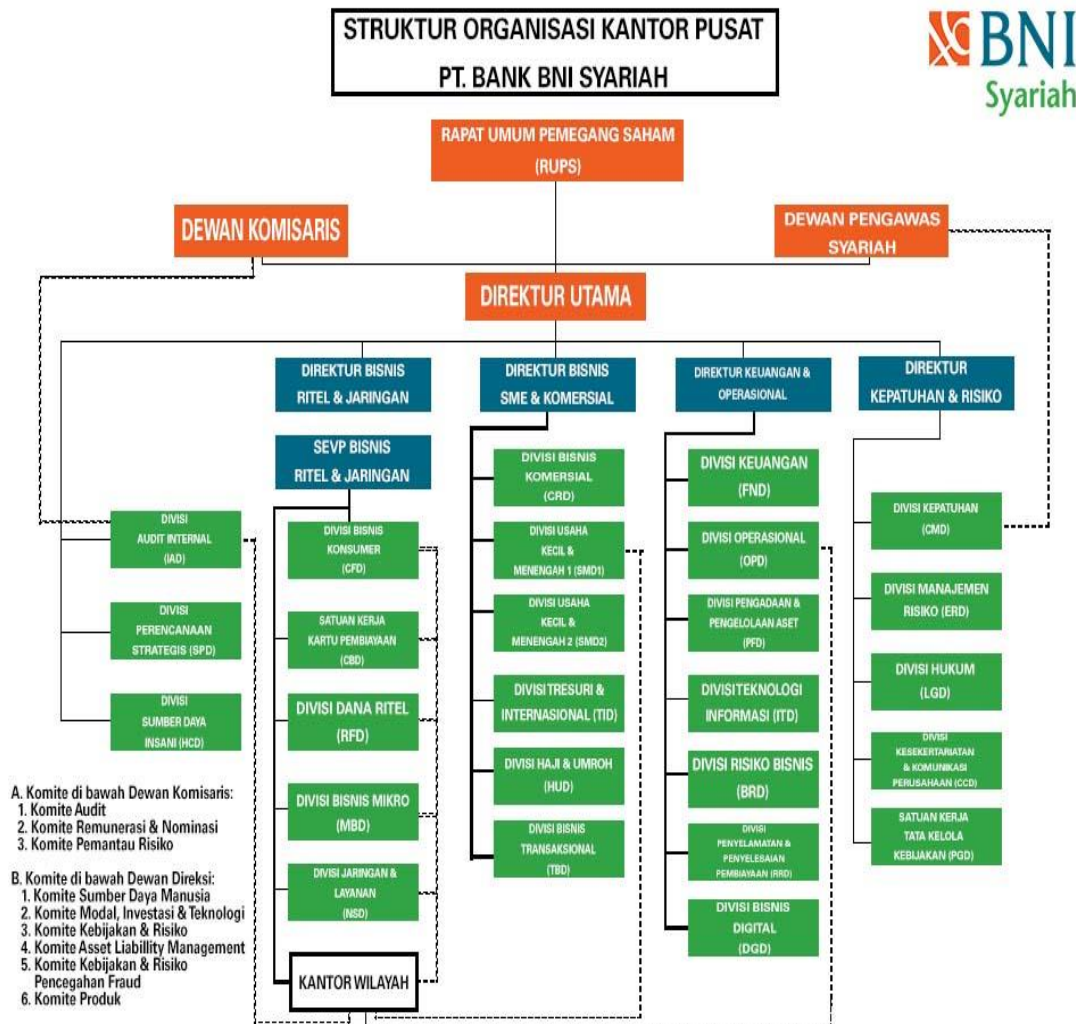 STRUKTUR ORGANISASI KANTOR PUSAT
PT. BANK BNI SYARIAH
BNI
Syariah
RAPAT UMUM PEMEGANG SAHAM
(RUPS)
DEWAN KOMISARIS
DEWAN PENGAWAS
SYARIAH
DIREKTUR UTAMA
DIREKTUR BISNIS
RITEL & JARINGAN
DIREKTUR BISNIS
SME & KOMERSIAL
DIREKTUR KEUANGAN &
OPERASIONAL
DIREKTUR
KEPATUHAN & RISIKO
SEVP BISNIS
RITEL & JARINGAN
DIVISI
AUDIT INTERNAL
(IAD)
DIVISI
PERENCANAAN
STRATEGIS (SPD)
DIVISI
SUMBER DAYA
INSANI (HCD)
DIVISI BISNIS
KONSUMER
(CFD)
SATUAN KERJA
KARTU PEMBIAYAAN
(CBD)
DIVISI DANA RITEL
(RFD)
DIVISI BISNIS MIKRO
(MBD)
DIVISI JARINGAN &
LAYANAN
(NSD)
KANTOR WILAYAH
DIVISI BISNIS
KOMERSIAL
(CRD)
DIVISI USAHA
KECIL &
MENENGAH 1 (SMD1)
DIVISI USAHA
KECIL &
MENENGAH 2 (SMD2)
DIVISI TRESURI &
INTERNASIONAL (TID)
DIVISI HAJI & UMROH
(HUD)
DIVISI BISNIS
TRANSAKSIONAL
(TBD)
DIVISI KEUANGAN
(FND)
DIVISI OPERASIONAL
(OPD)
DIVISI PENGADAAN &
PENGELOLAAN ASET
(PFD)
DIVISI TEKNOLOGI
INFORMASI (ITD)
DIVISI RISIKO BISNIS
(BRD)
DIVISI
PENYELAMATAN &
PENYELESAIAN
PEMBIAYAAN (RRD)
DIVISI BISNIS
DIGITAL
(DGD)
DIVISI KEPATUHAN
(CMD)
DIVISI MANAJEMEN
RISIKO (ERD)
DIVISI HUKUM
(LGD)
DIVISI
KESEKERTARIATAN
& KOMUNIKASI
PERUSAHAAN (CCD)
SATUAN KERJA
TATA KELOLA
KEBIJAKAN (PGD)
A. Komite di bawah Dewan Komisaris:
1. Komite Audit
2. Komite Remunerasi & Nominasi
3. Komite Pemantau Risiko
B. Komite di bawah Dewan Direksi:
1. Komite Sumber Daya Manusia
2. Komite Modal, Investasi & Teknologi
3. Komite Kebijakan & Risiko
4. Komite Asset Liabillity Management
5. Komite Kebijakan & Risiko
Pencegahan Fraud
6. Komite Produk